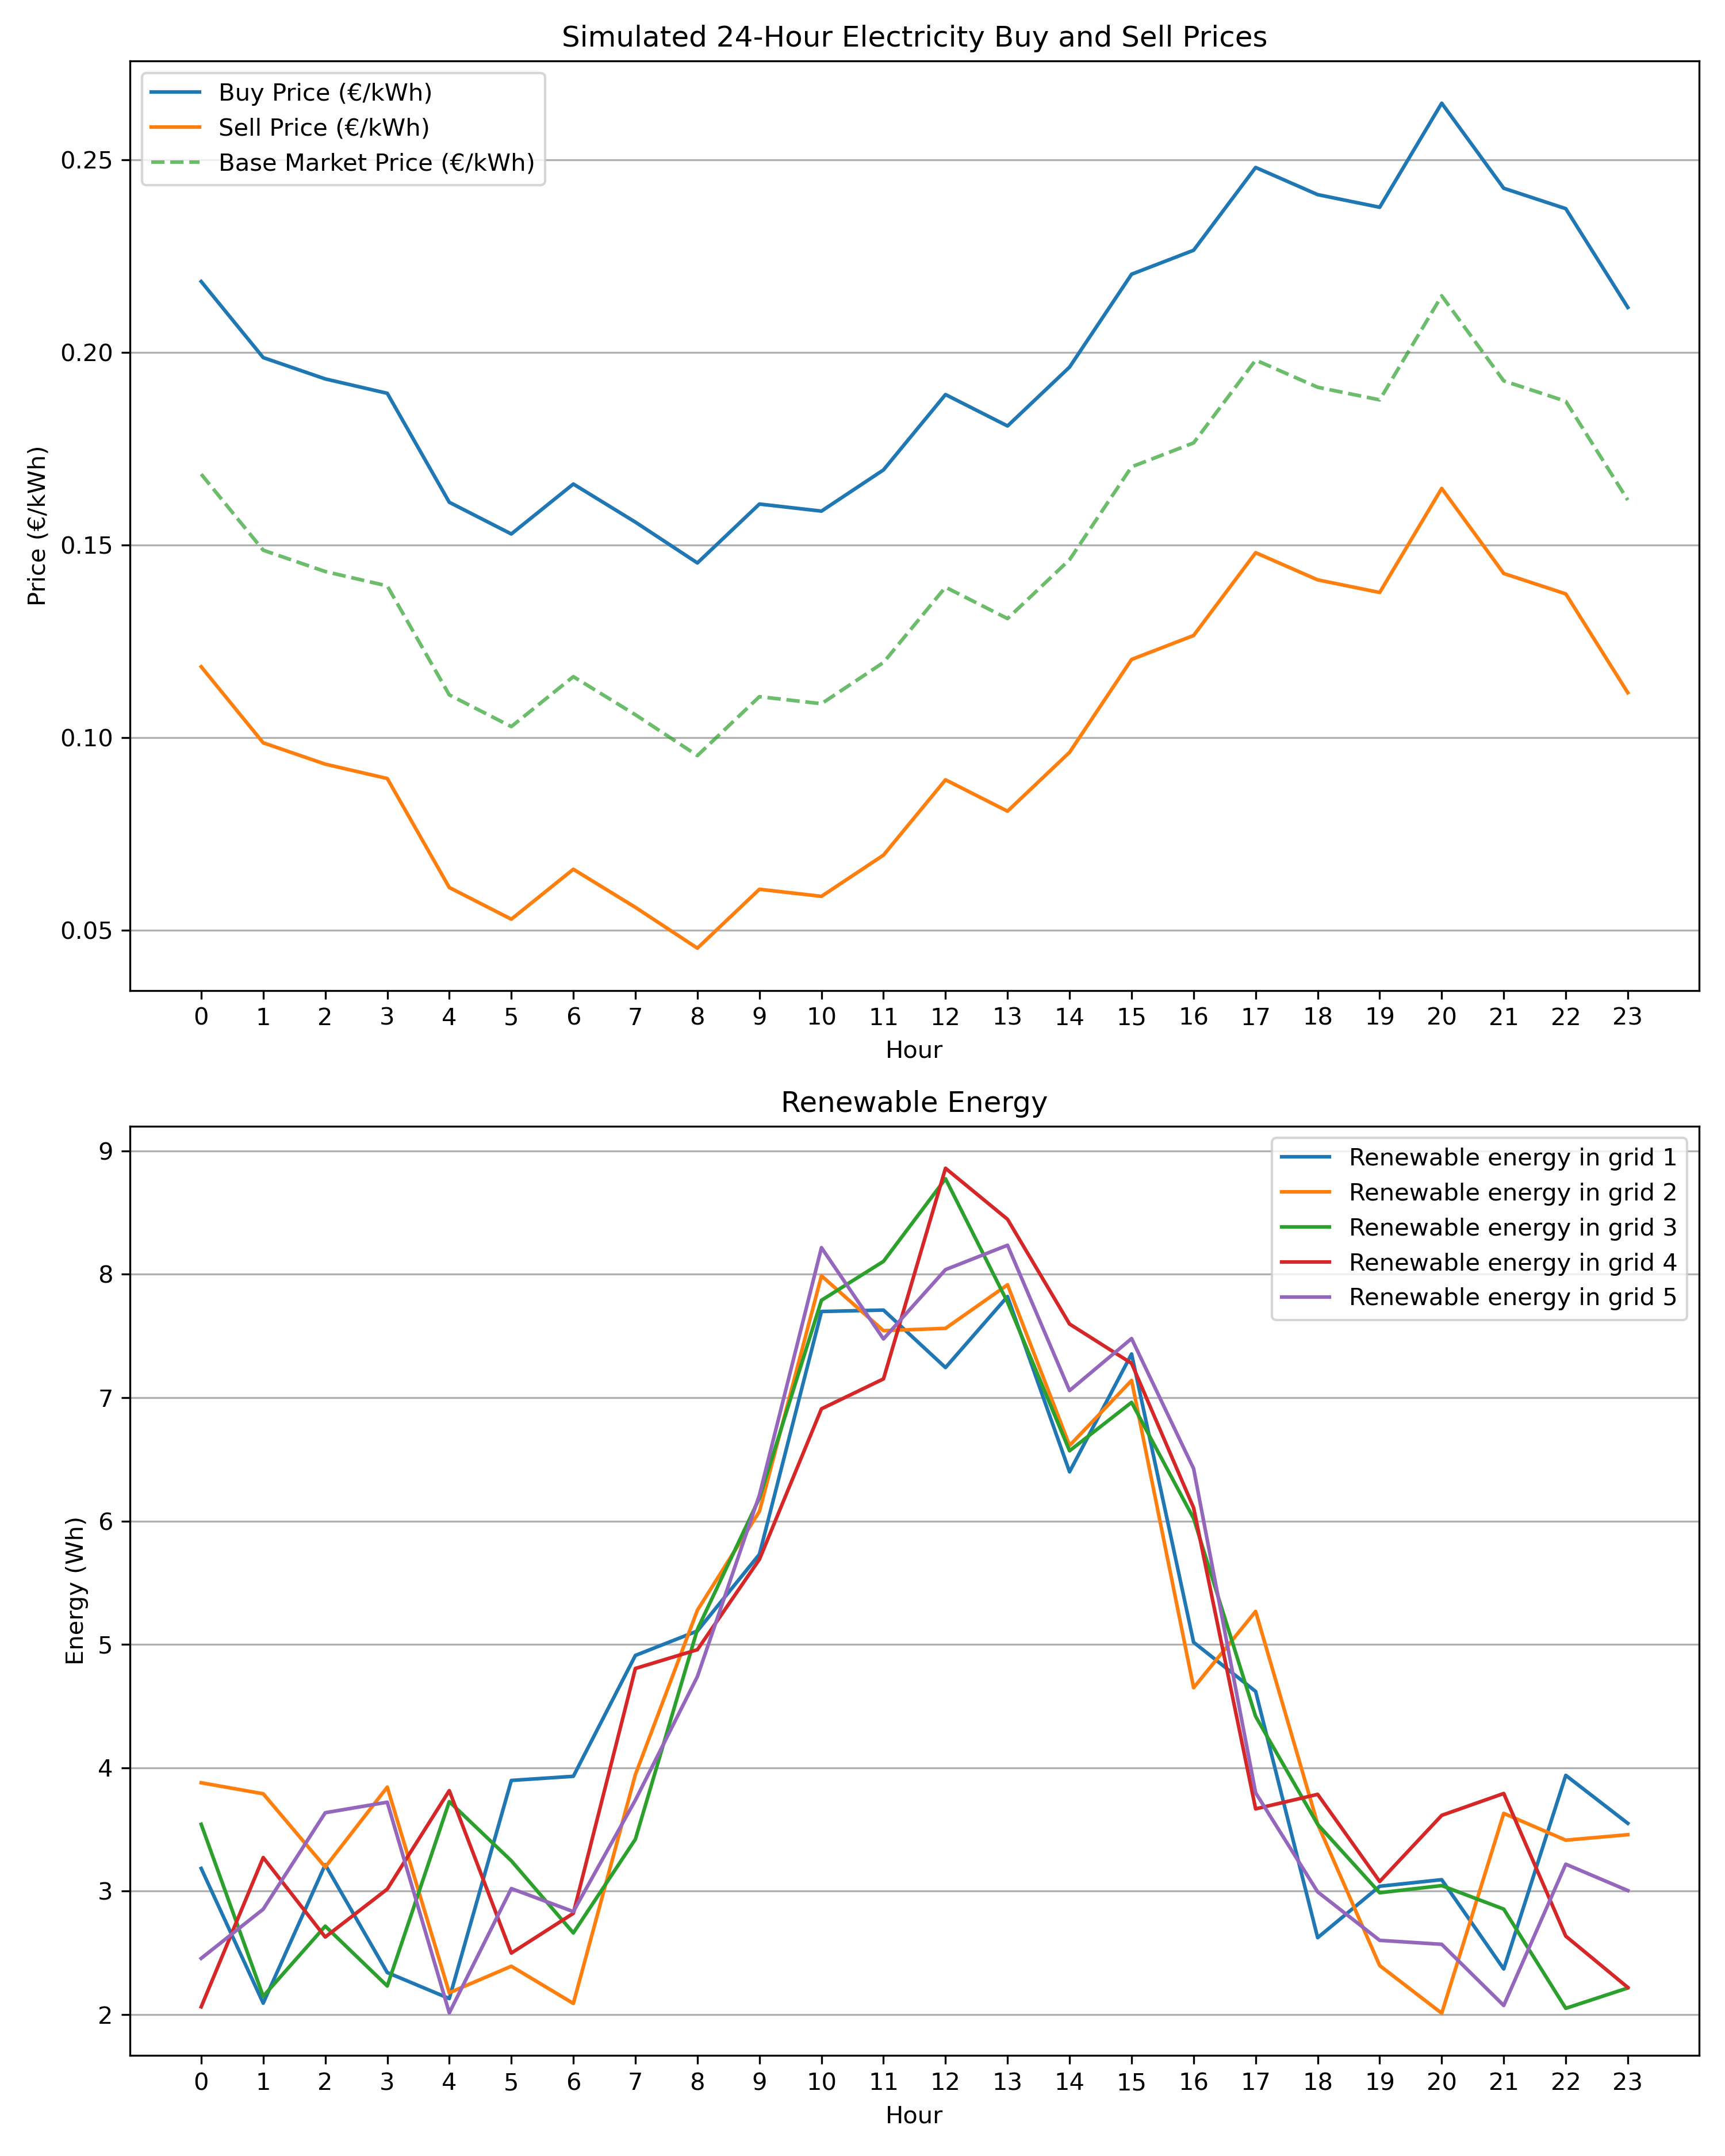 Simulated 24-Hour Electricity Buy and Sell Prices
Buy Price (€/kWh)
Sell Price (€/kWh)
Base Market Price (€/kWh)
0.25
0.20
0.15
0.10
0.05
Price (€/kWh)
0 1 2 3 4 5 6 7 8 9 10 11 12 13 14 15 16 17 18 19 20 21 22 23
Hour
Renewable Energy
Renewable energy in grid 1
Renewable energy in grid 2
Renewable energy in grid 3
Renewable energy in grid 4
Renewable energy in grid 5
9
8
7
6
5
4
3
2
Energy (Wh)
0 1 2 3 4 5 6 7 8 9 10 11 12 13 14 15 16 17 18 19 20 21 22 23
Hour